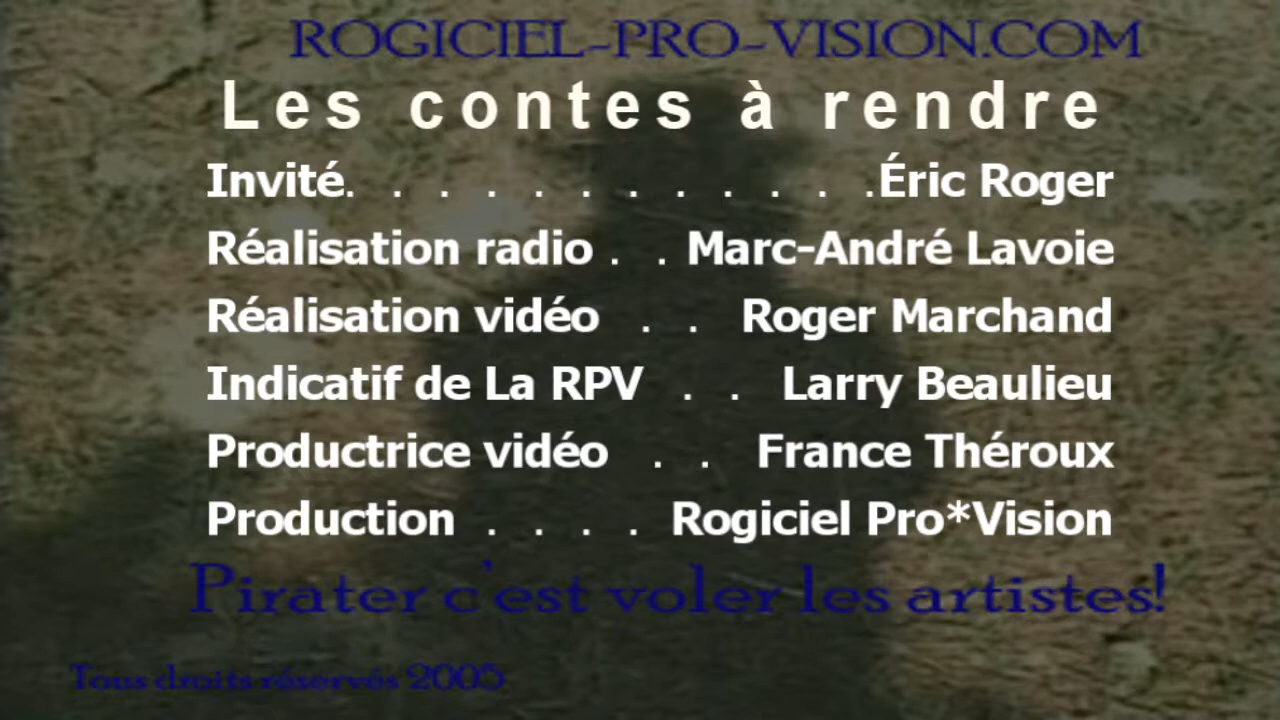 ROGICIEL-PRO-VISION.COM
Les contes à rendre
Invité. . . . . . . . . . . .Éric Roger
Réalisation radio . . Marc-André Lavoie
Réalisation vidéo . . Roger Marchand
Indicatif de La RPV . . Larry Beaulieu
Productrice vidéo . . France Théroux
Production . . . . Rogiciel Pro*Vision
Pirater c'est voler les artistes!
Tous droits réservés 2005